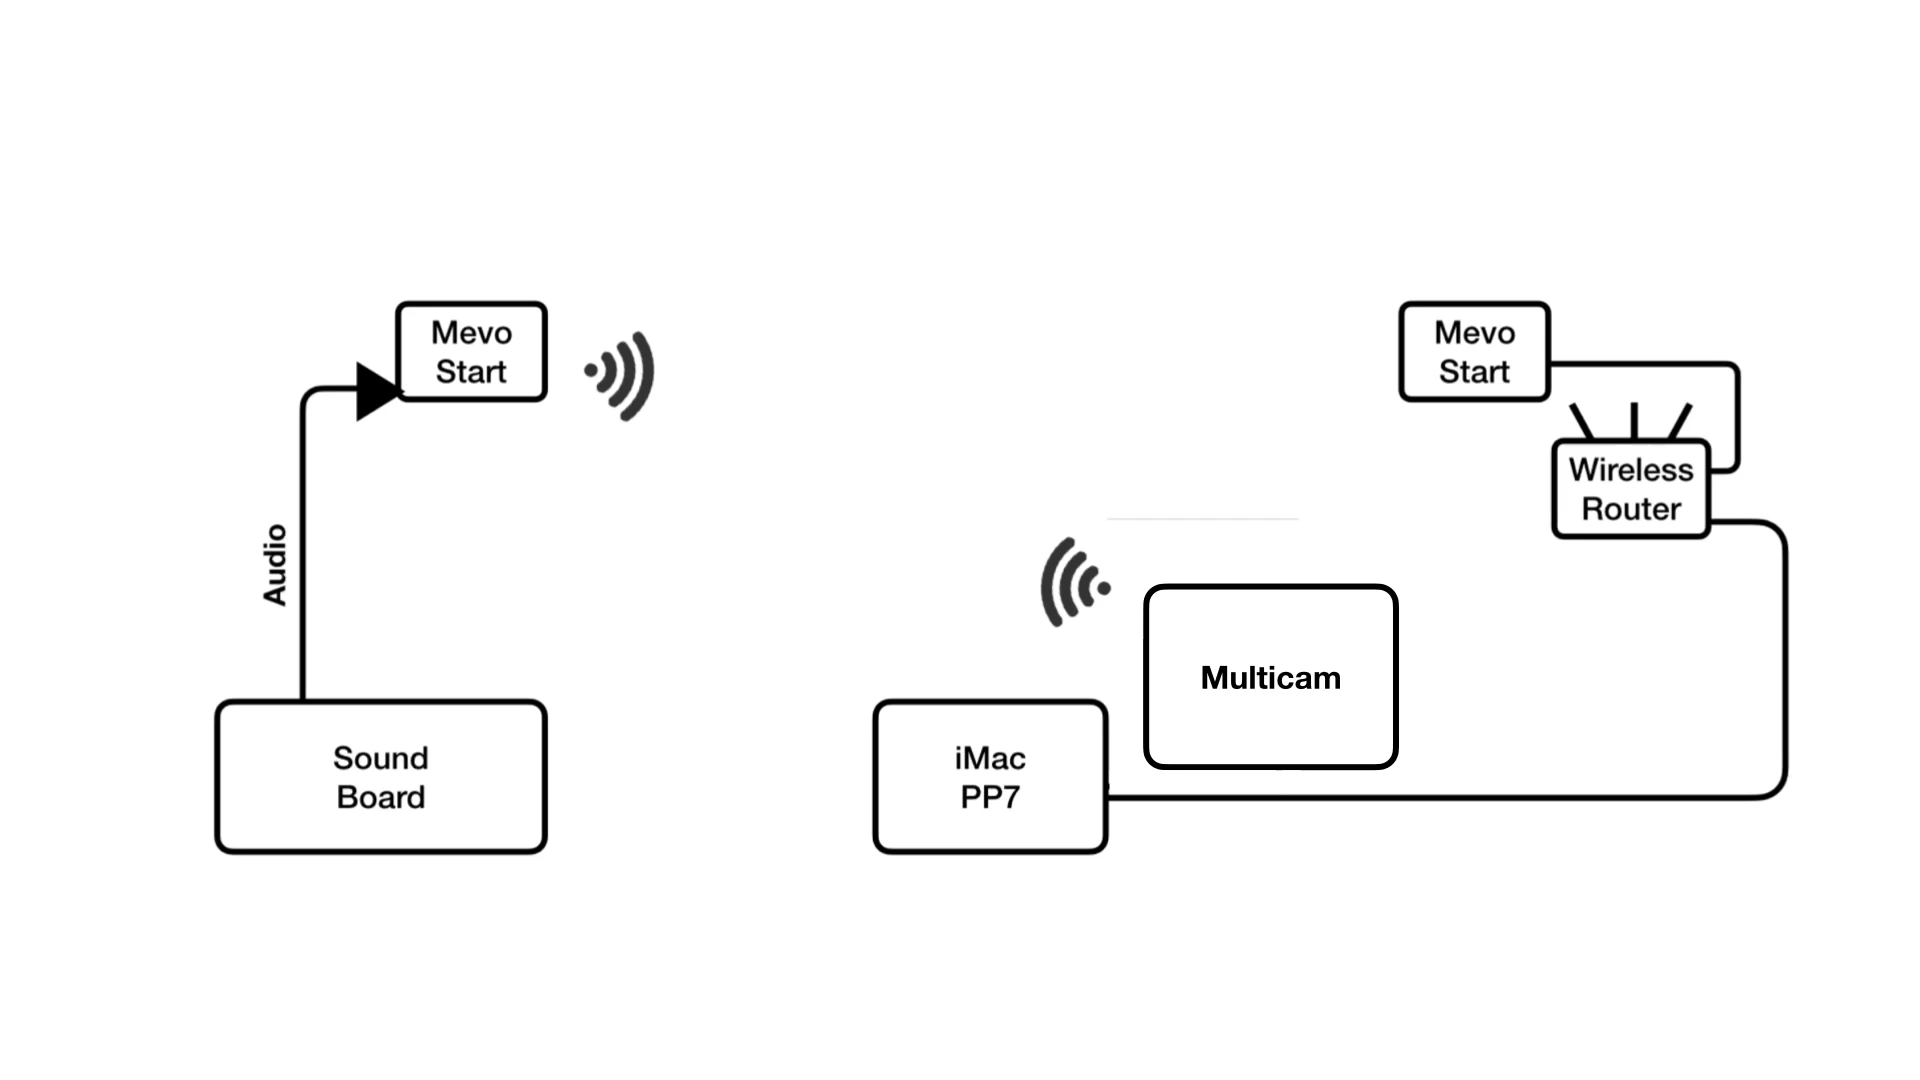 Mevo
Start
Mevo
Start
Wireless
Router
Audio
Multicam
Sound
Board
iMac
PP7